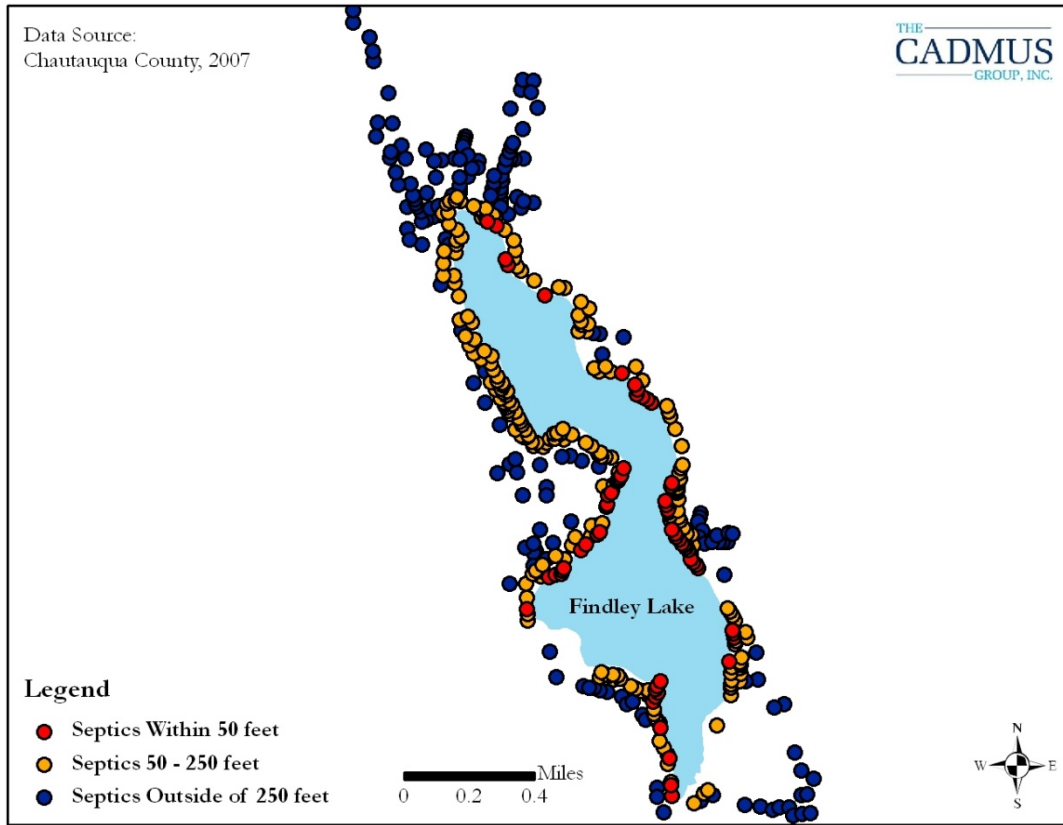 Data Source:
Chautauqua County, 2007
THE
CADMUS
GROUP, INC.
Findley Lake
Legend
Septics Within 50 feet
Septics 50 - 250 feet
Septics Outside of 250 feet
Miles
0 0.2 0.4
N
W E
S